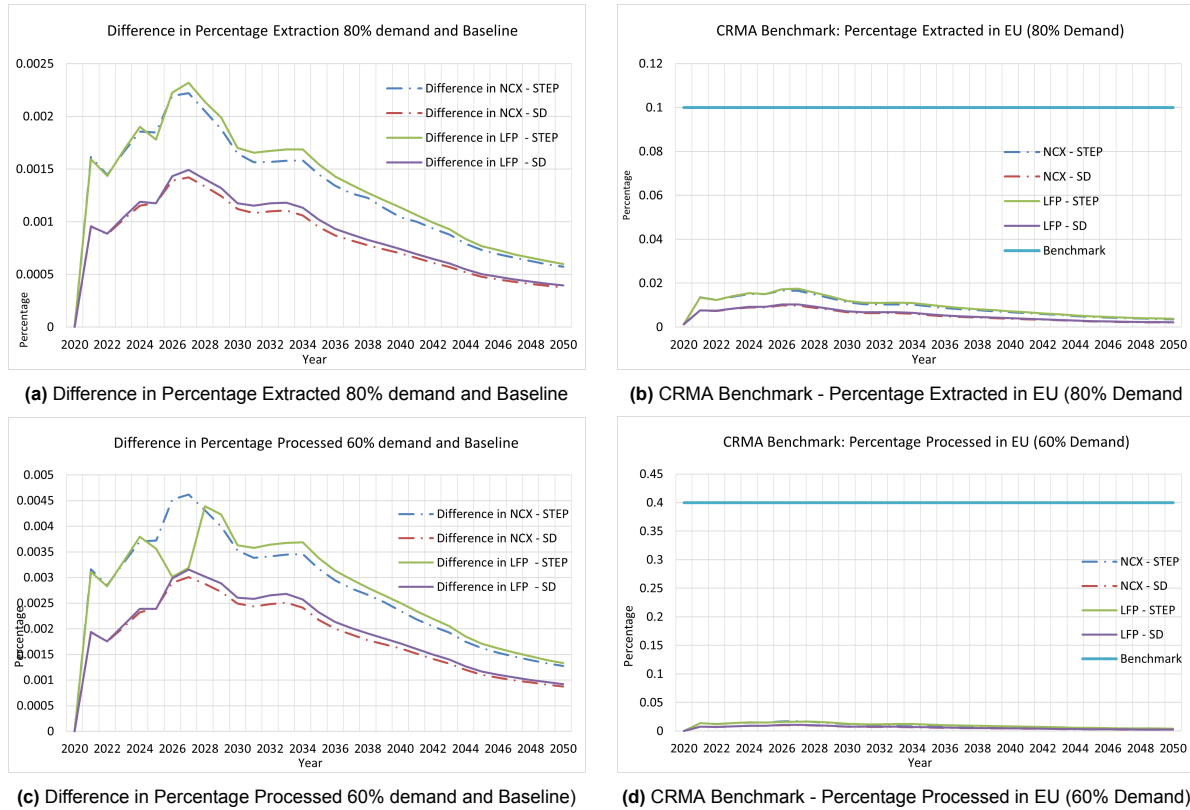 Difference in Percentage Extraction 80% demand and Baseline
0.0025
0.002
0.0015
0.001
0.0005
0
Percentage
Difference in NCX - STEP
Difference in NCX - SD
Difference in LFP - STEP
Difference in LFP - SD
2020 2022 2024 2026 2028 2030 2032 2034 2036 2038 2040 2042 2044 2046 2048 2050
Year
(a) Difference in Percentage Extracted 80% demand and Baseline
CRMA Benchmark: Percentage Extracted in EU (80% Demand)
0.12
0.1
0.08
0.06
0.04
0.02
0
Percentage
NCX - STEP
NCX - SD
LFP - STEP
LFP - SD
Benchmark
2020 2022 2024 2026 2028 2030 2032 2034 2036 2038 2040 2042 2044 2046 2048 2050
Year
(b) CRMA Benchmark - Percentage Extracted in EU (80% Demand
Difference in Percentage Processed 60% demand and Baseline
0.005
0.0045
0.004
0.0035
0.003
0.0025
0.002
0.0015
0.001
0.0005
0
Percentage
Difference in NCX - STEP
Difference in NCX - SD
Difference in LFP - STEP
Difference in LFP - SD
2020 2022 2024 2026 2028 2030 2032 2034 2036 2038 2040 2042 2044 2046 2048 2050
Year
(c) Difference in Percentage Processed 60% demand and Baseline)
CRMA Benchmark: Percentage Processed in EU (60% Demand)
0.45
0.4
0.35
0.3
0.25
0.2
0.15
0.1
0.05
0
Percentage
NCX - STEP
NCX - SD
LFP - STEP
LFP - SD
Benchmark
2020 2022 2024 2026 2028 2030 2032 2034 2036 2038 2040 2042 2044 2046 2048 2050
Year
(d) CRMA Benchmark - Percentage Processed in EU (60% Demand)